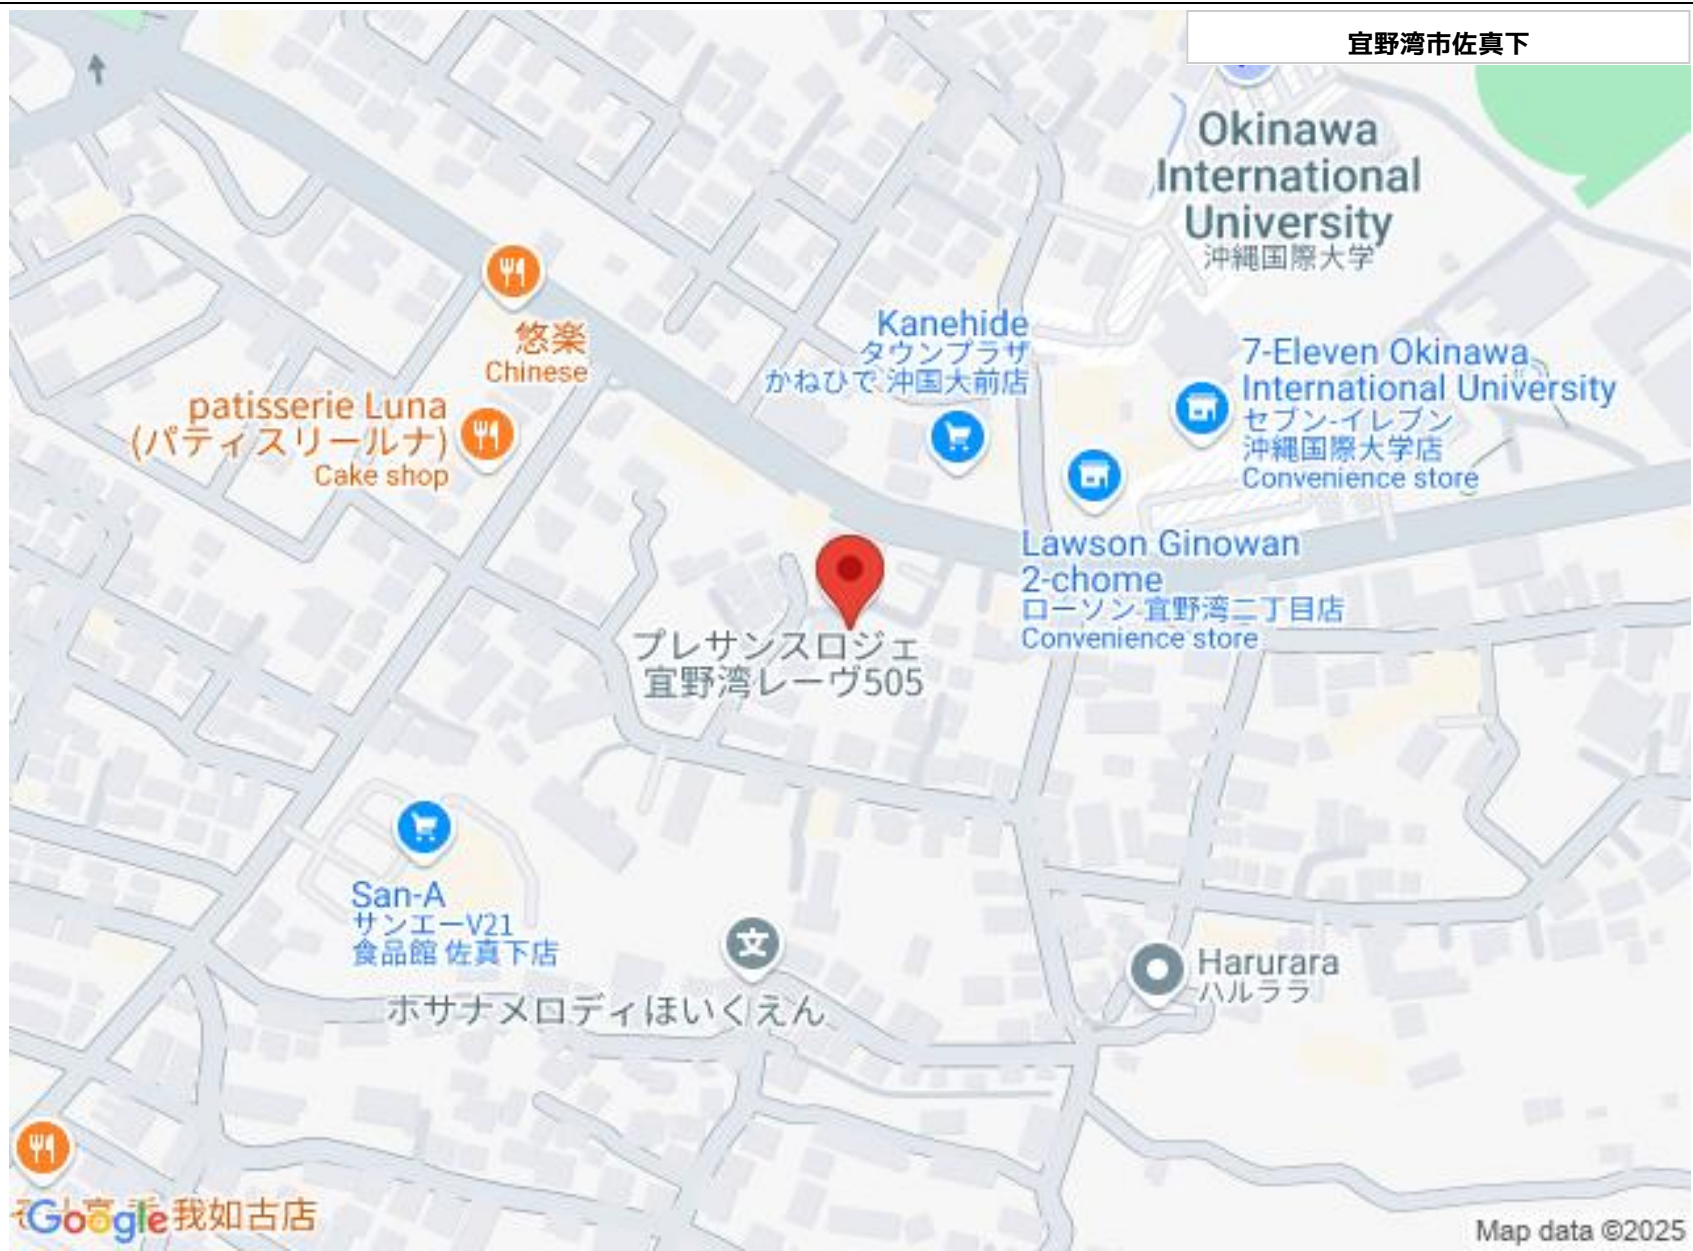 宜野湾市佐真下
Okinawa
International
University
沖縄国際大学
悠楽
Chinese
Kanehide
タウンプラザ
かねひで 沖国大前店
7-Eleven Okinawa
International University
セブン-イレブン
沖縄国際大学店
Convenience store
patisserie Luna
(パティスリールナ)
Cake shop
Lawson Ginowan
2-chome
ローソン 宜野湾二丁目店
Convenience store
プレサンスロジェ
宜野湾レーヴ505
San-A
サンエーV21
食品館 佐真下店
文
ホサナメロディほいくえん
Harurara
ハルララ
Google
我如古店
Map data ©2025